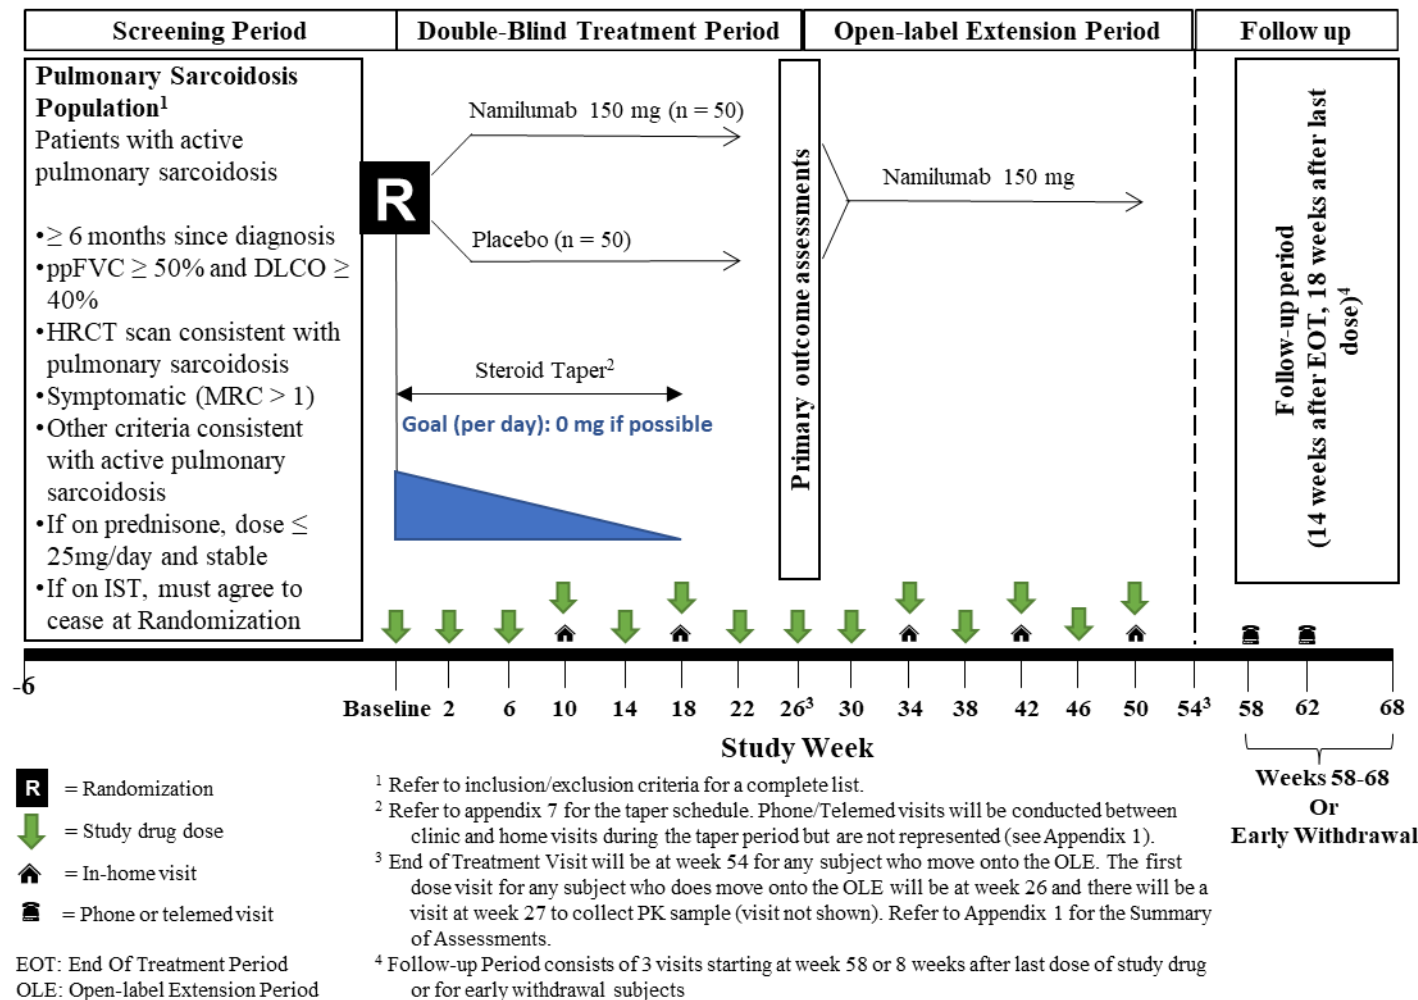 Screening Period
Double-Blind Treatment Period
Open-label Extension Period
Follow up
Pulmonary Sarcoidosis
Population¹
Patients with active
pulmonary sarcoidosis
•≥ 6 months since diagnosis
•ppFVC ≥ 50% and DLCO ≥
40%
•HRCT scan consistent with
pulmonary sarcoidosis
•Symptomatic (MRC > 1)
•Other criteria consistent
with active pulmonary
sarcoidosis
•If on prednisone, dose ≤
25mg/day and stable
•If on IST, must agree to
cease at Randomization
R
Namilumab 150 mg (n = 50)
Placebo (n = 50)
Steroid Taper²
Goal (per day): 0 mg if possible
Primary outcome assessments
Namilumab 150 mg
Follow-up period
(14 weeks after EOT, 18 weeks after last
dose)⁴
-6
Baseline 2 6 10 14 18 22 26³ 30 34 38 42 46 50 54³ 58 62 68
Study Week
Weeks 58-68
Or
Early Withdrawal
R = Randomization
= Study drug dose
= In-home visit
= Phone or telemed visit
EOT: End Of Treatment Period
OLE: Open-label Extension Period
¹ Refer to inclusion/exclusion criteria for a complete list.
² Refer to appendix 7 for the taper schedule. Phone/Telemed visits will be conducted between
clinic and home visits during the taper period but are not represented (see Appendix 1).
³ End of Treatment Visit will be at week 54 for any subject who move onto the OLE. The first
dose visit for any subject who does move onto the OLE will be at week 26 and there will be a
visit at week 27 to collect PK sample (visit not shown). Refer to Appendix 1 for the Summary
of Assessments.
⁴ Follow-up Period consists of 3 visits starting at week 58 or 8 weeks after last dose of study drug
or for early withdrawal subjects